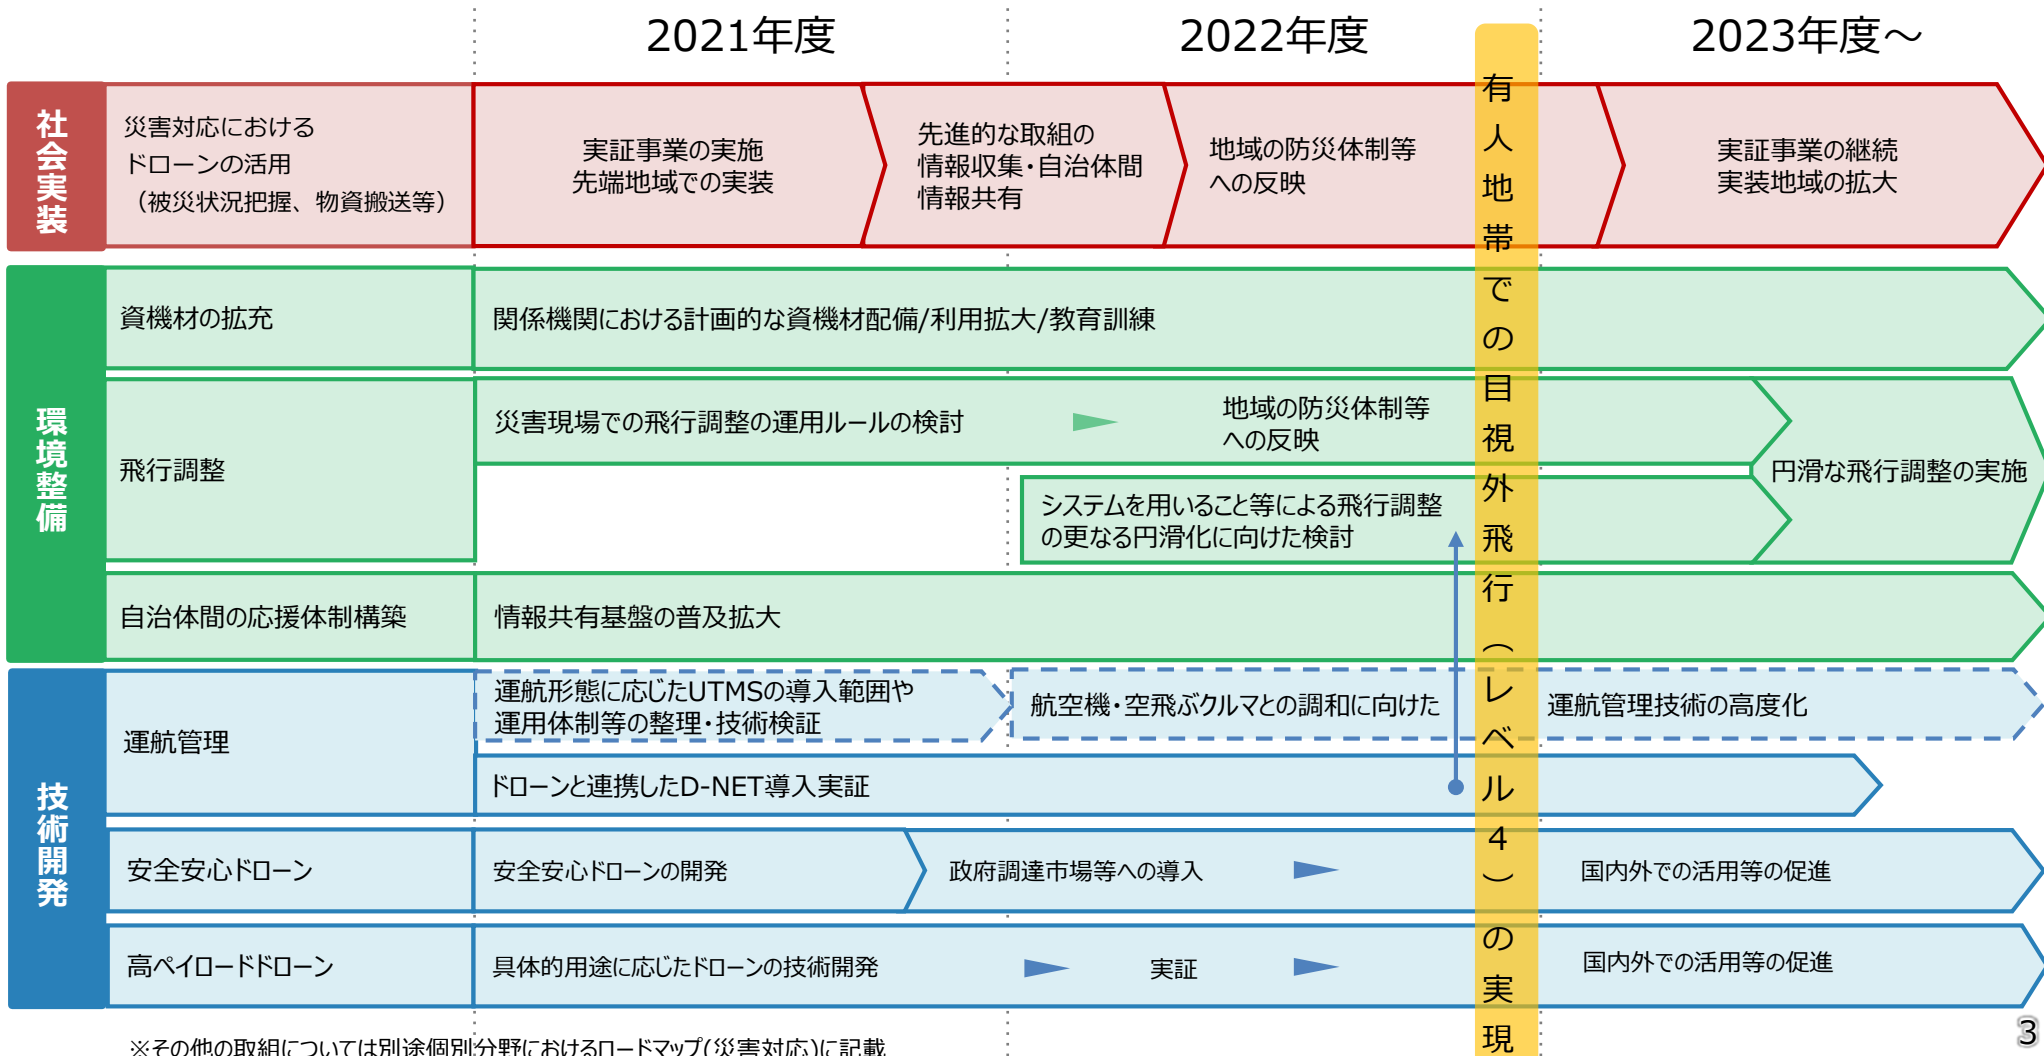 2021年度
2022年度
2023年度～
社会実装
災害対応における
ドローンの活用
（被災状況把握、物資搬送等）
実証事業の実施
先端地域での実装
先進的な取組の
情報収集・自治体間
情報共有
地域の防災体制等
への反映
実証事業の継続
実装地域の拡大
有人地帯での目視外飛行（レベル４）の実現
環境整備
資機材の拡充
関係機関における計画的な資機材配備/利用拡大/教育訓練
飛行調整
災害現場での飛行調整の運用ルールの検討
地域の防災体制等
への反映
システムを用いること等による飛行調整
の更なる円滑化に向けた検討
円滑な飛行調整の実施
自治体間の応援体制構築
情報共有基盤の普及拡大
技術開発
運航管理
運航形態に応じたUTMSの導入範囲や
運用体制等の整理・技術検証
航空機・空飛ぶクルマとの調和に向けた
運航管理技術の高度化
ドローンと連携したD-NET導入実証
安全安心ドローン
安全安心ドローンの開発
政府調達市場等への導入
国内外での活用等の促進
高ペイロードドローン
具体的用途に応じたドローンの技術開発
実証
国内外での活用等の促進
※その他の取組については別途個別分野におけるロードマップ(災害対応)に記載
3